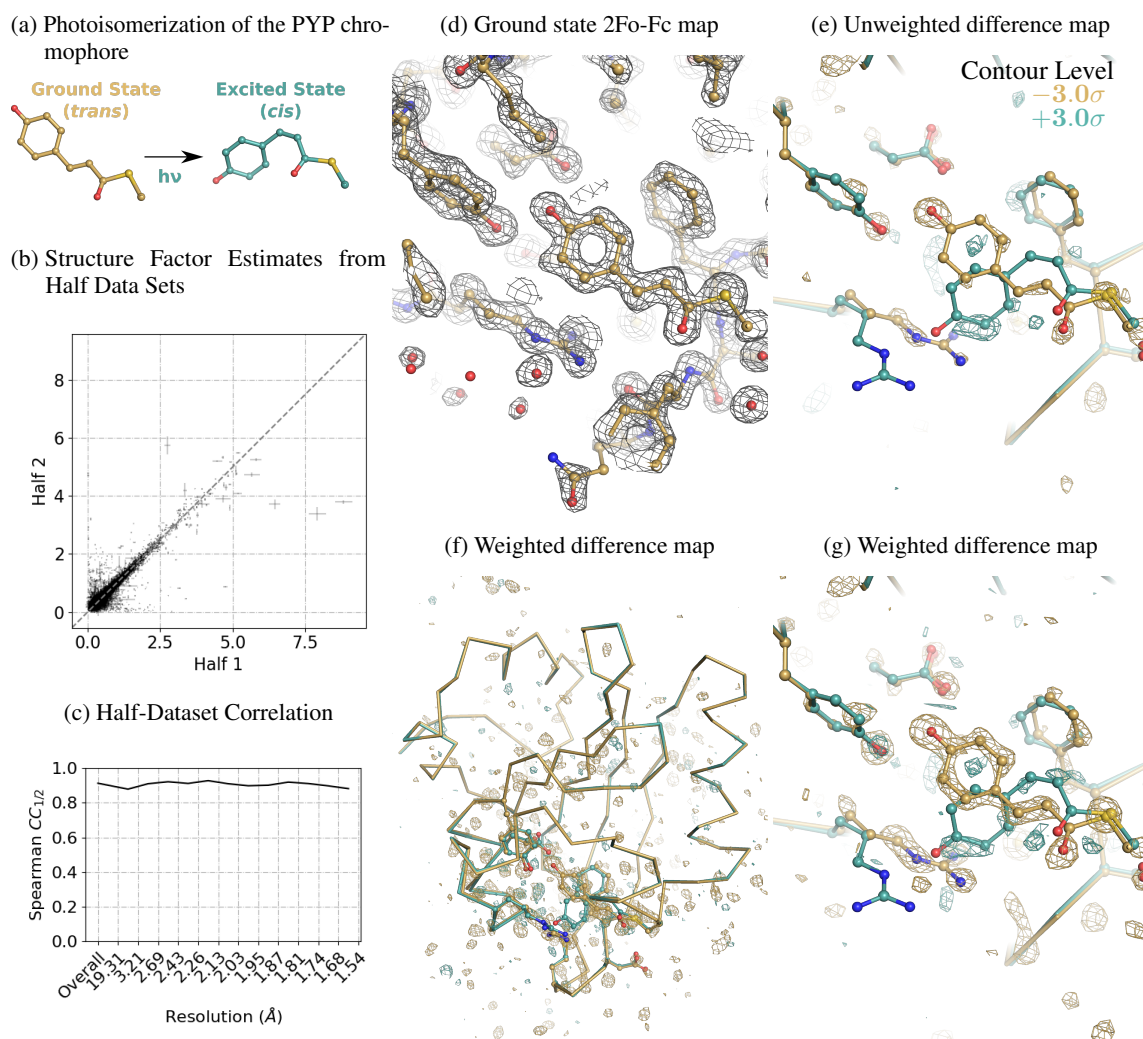 (a) Photoisomerization of the PYP chro-
mophore
Ground State
(trans)
Excited State
(cis)
hν
(b) Structure Factor Estimates from
Half Data Sets
Half 2
8
6
4
2
0
0.0 2.5 5.0 7.5
Half 1
(c) Half-Dataset Correlation
Spearman CC1/2
1.0
0.8
0.6
0.4
0.2
0.0
Overall 19.31 3.21 2.69 2.43 2.26 2.13 2.03 1.95 1.87 1.81 1.74 1.68 1.54
Resolution (Å)
(d) Ground state 2Fo-Fc map
(e) Unweighted difference map
Contour Level
−3.0σ
+3.0σ
(f) Weighted difference map
(g) Weighted difference map